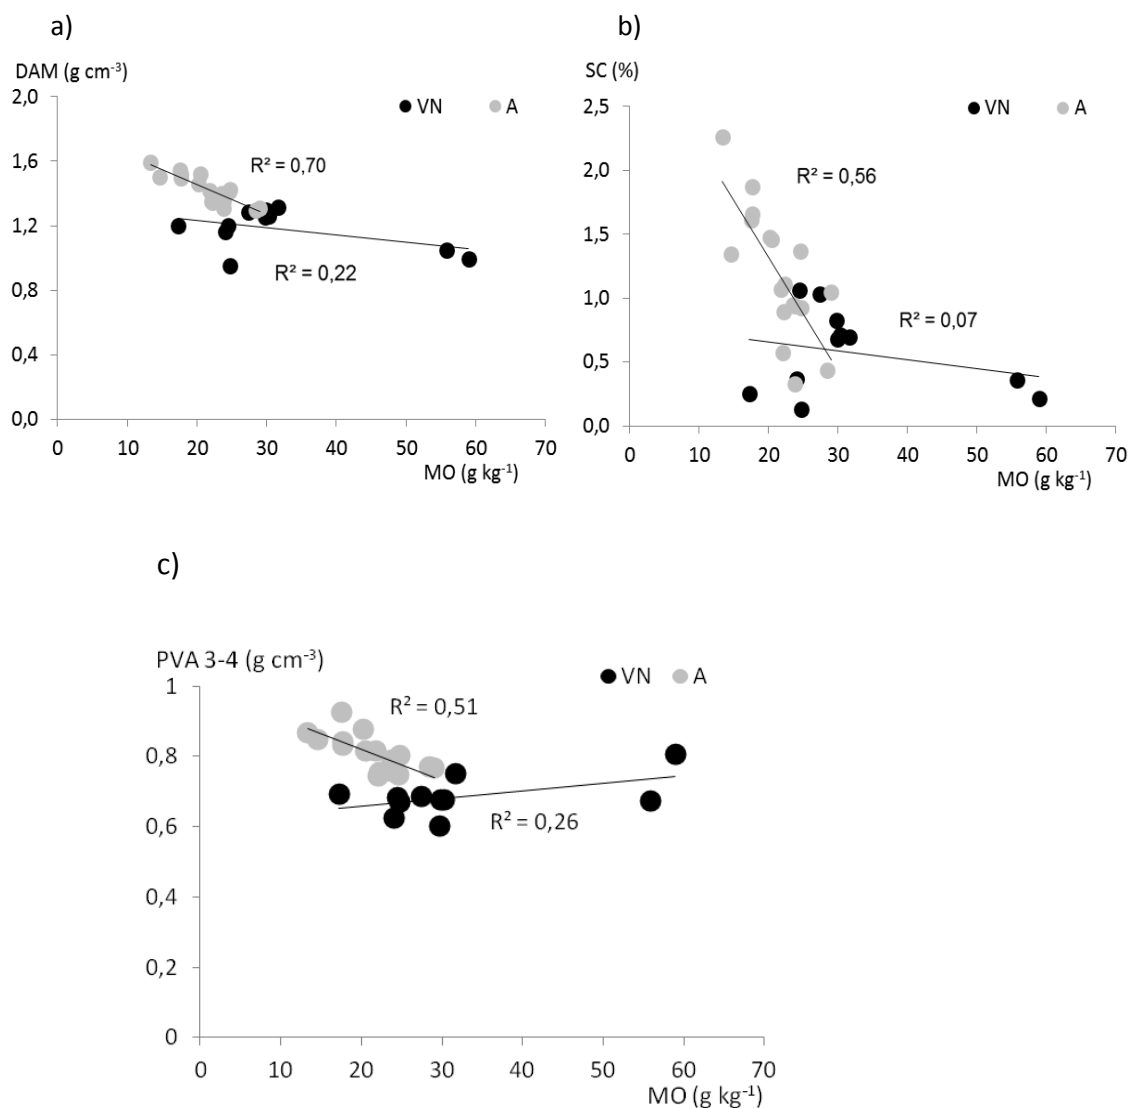 a)
DAM (g cm⁻³)
2,0
VN A
1,6
R² = 0,70
1,2
R² = 0,22
0,8
0,4
0,0
0 10 20 30 40 50 60 70
MO (g kg⁻¹)
b)
SC (%)
2,5
VN A
2,0
R² = 0,56
1,5
1,0
R² = 0,07
0,5
0,0
0 10 20 30 40 50 60 70
MO (g kg⁻¹)
c)
PVA 3-4 (g cm⁻³)
VN A
1
R² = 0,51
0,8
R² = 0,26
0,6
0,4
0,2
0
0 10 20 30 40 50 60 70
MO (g kg⁻¹)